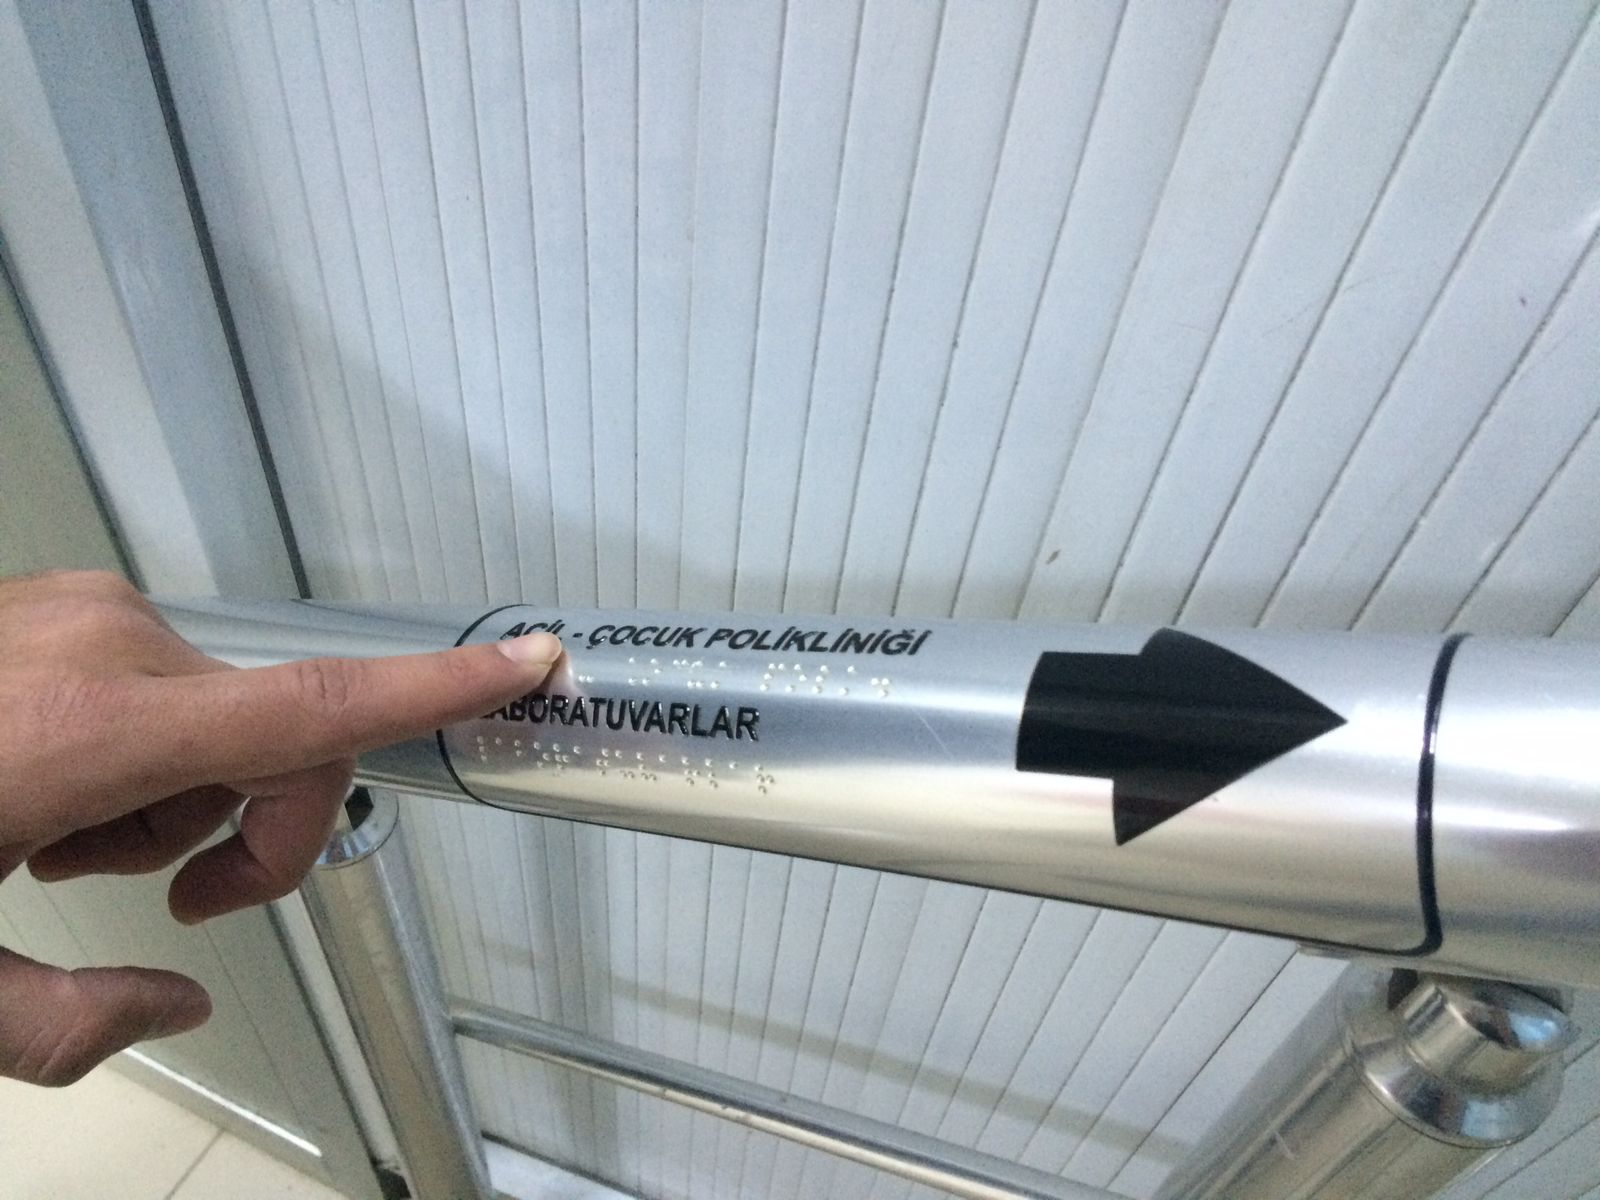 ACİL - ÇOCUK POLİKLİNİĞİ
LABORATUVARLAR